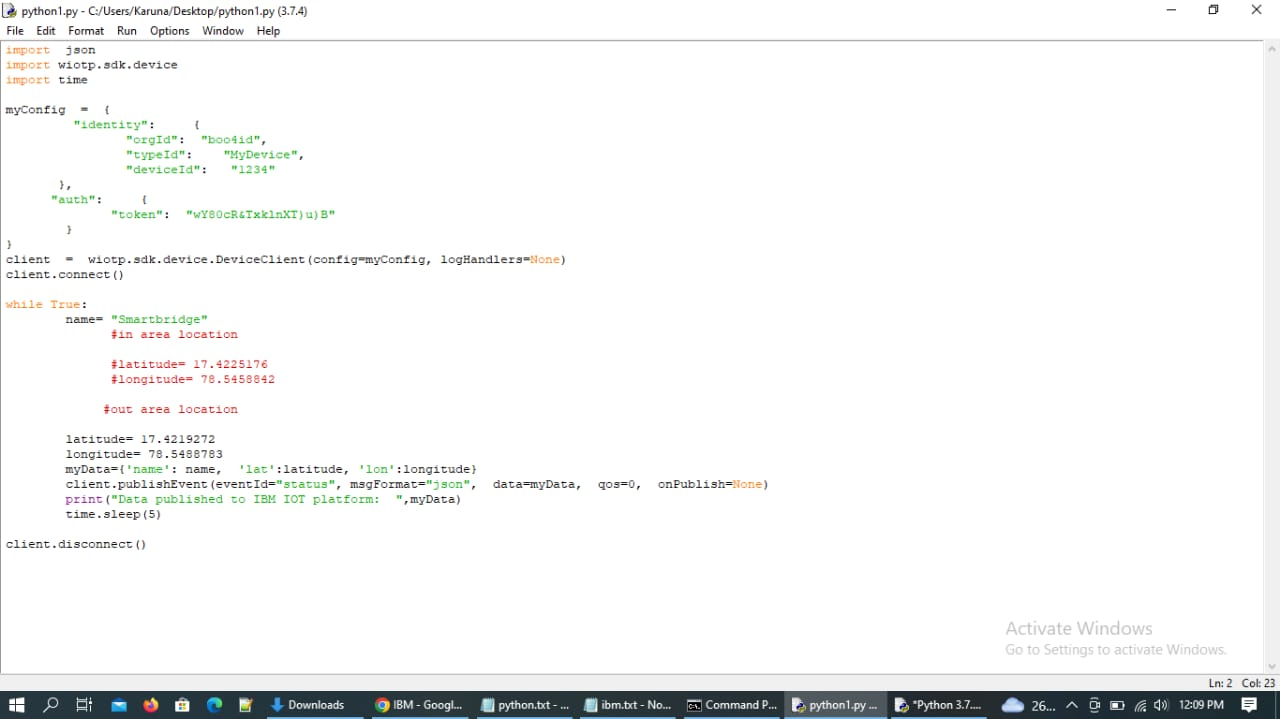 python1.py - C:/Users/Karuna/Desktop/python1.py (3.7.4)
File Edit Format Run Options Window Help
import json
import wiotp.sdk.device
import time
myConfig = {
"identity": {
"orgId": "boo4id",
"typeId": "MyDevice",
"deviceId": "1234"
},
"auth": {
"token": "wY80cR&TxklnXT)u)B"
}
}
client = wiotp.sdk.device.DeviceClient(config=myConfig, logHandlers=None)
client.connect()
while True:
name= "Smartbridge"
#in area location
#latitude= 17.4225176
#longitude= 78.5458842
#out area location
latitude= 17.4219272
longitude= 78.5488783
myData={'name': name, 'lat':latitude, 'lon':longitude}
client.publishEvent(eventId="status", msgFormat="json", data=myData, qos=0, onPublish=None)
print("Data published to IBM IOT platform: ",myData)
time.sleep(5)
client.disconnect()
Activate Windows
Go to Settings to activate Windows.
Ln: 2 Col: 23
Downloads IBM - Googl... python.txt - ... ibm.txt - No... Command P... python1.py ... *Python 3.7.... 26... 12:09 PM